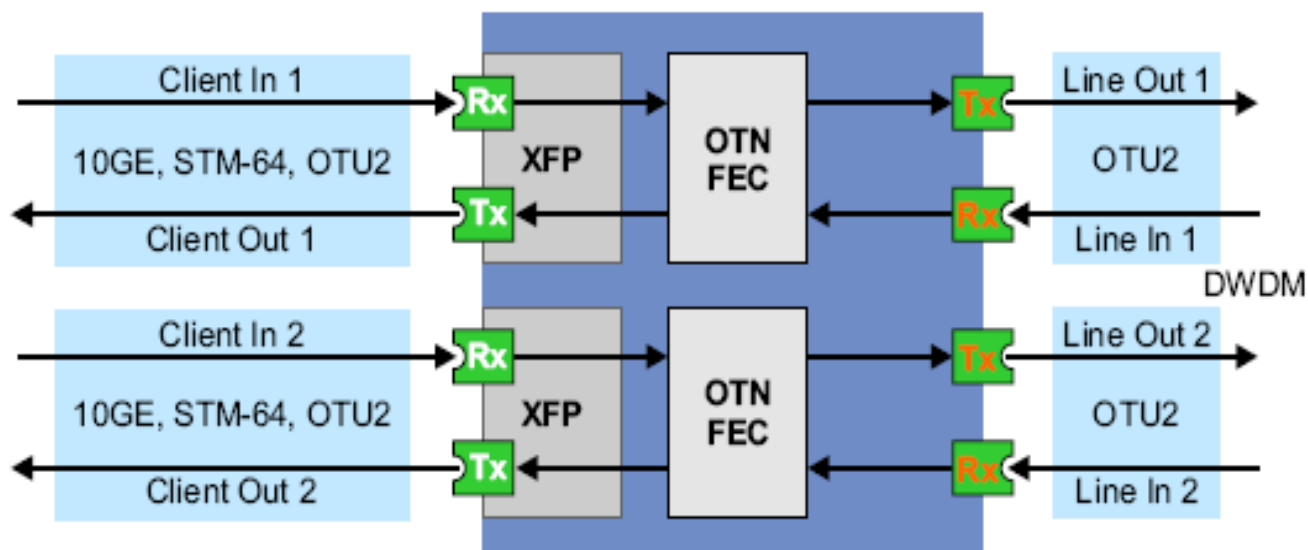 Client In 1
Rx
Tx
Line Out 1
10GE, STM-64, OTU2
XFP
OTN
FEC
OTU2
Client Out 1
Tx
Rx
Line In 1
DWDM
Client In 2
Rx
Tx
Line Out 2
10GE, STM-64, OTU2
XFP
OTN
FEC
OTU2
Client Out 2
Tx
Rx
Line In 2